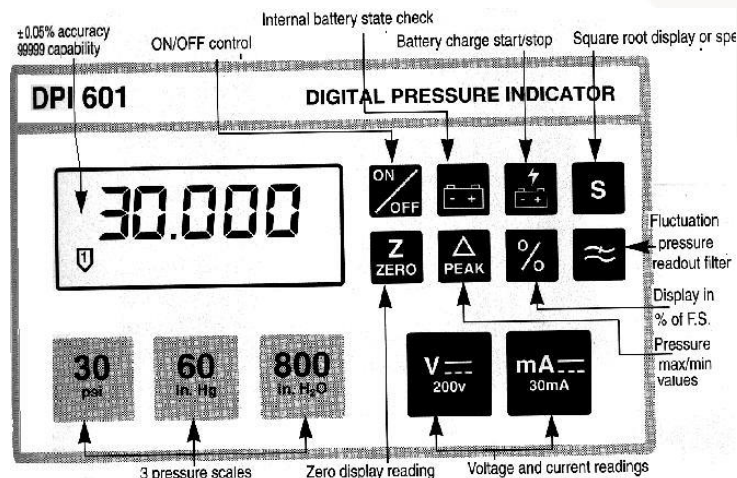 Internal battery state check
±0.05% accuracy
99999 capability
ON/OFF control
Battery charge start/stop
Square root display or spe
DPI 601
DIGITAL PRESSURE INDICATOR
30.000
1
ON
OFF
- +
- +
S
Z
ZERO
PEAK
%
Fluctuation
pressure
readout filter
Display in
% of F.S.
Pressure
max/min
values
30
psi
60
in. Hg
800
in. H₂O
V
200v
mA
30mA
3 pressure scales
Zero display reading
Voltage and current readings